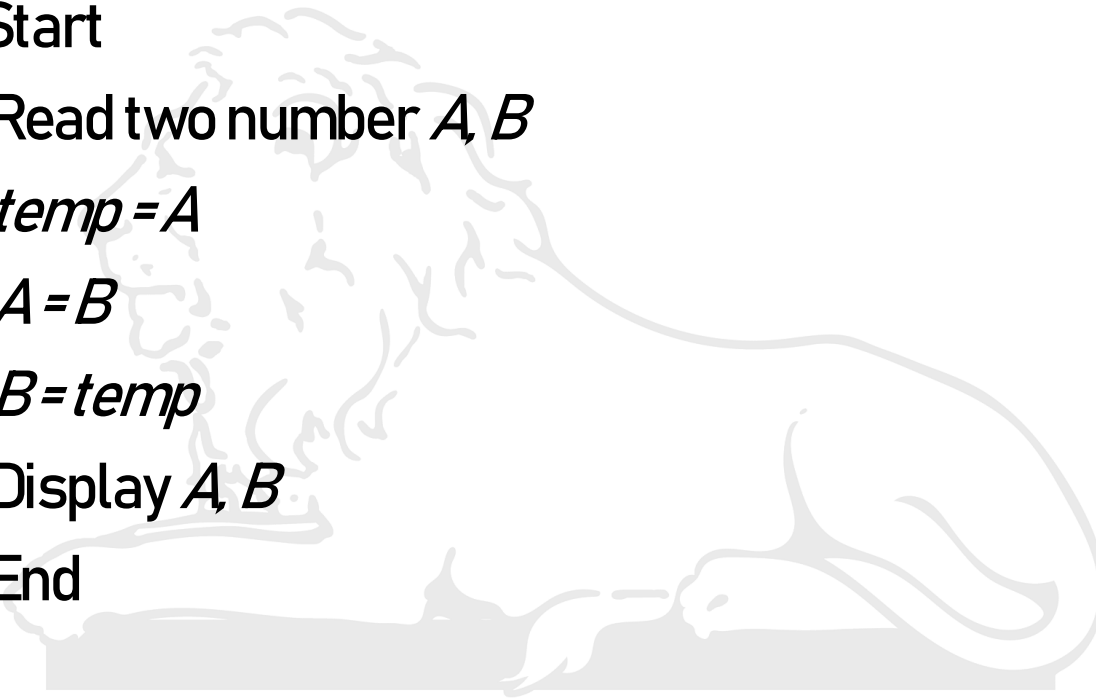 Start
Read two number A, B
temp = A
A = B
B = temp
Display A, B
End